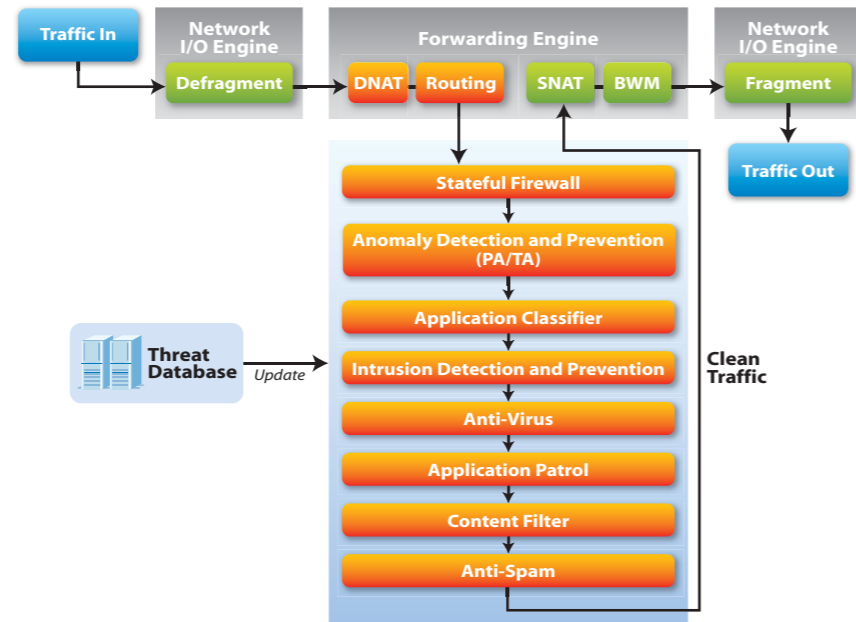 Traffic In
Network
I/O Engine
Defragment
Forwarding Engine
DNAT
Routing
SNAT
BWM
Network
I/O Engine
Fragment
Traffic Out
Stateful Firewall
Anomaly Detection and Prevention
(PA/TA)
Application Classifier
Intrusion Detection and Prevention
Anti-Virus
Application Patrol
Content Filter
Anti-Spam
Threat
Database
Update
Clean
Traffic